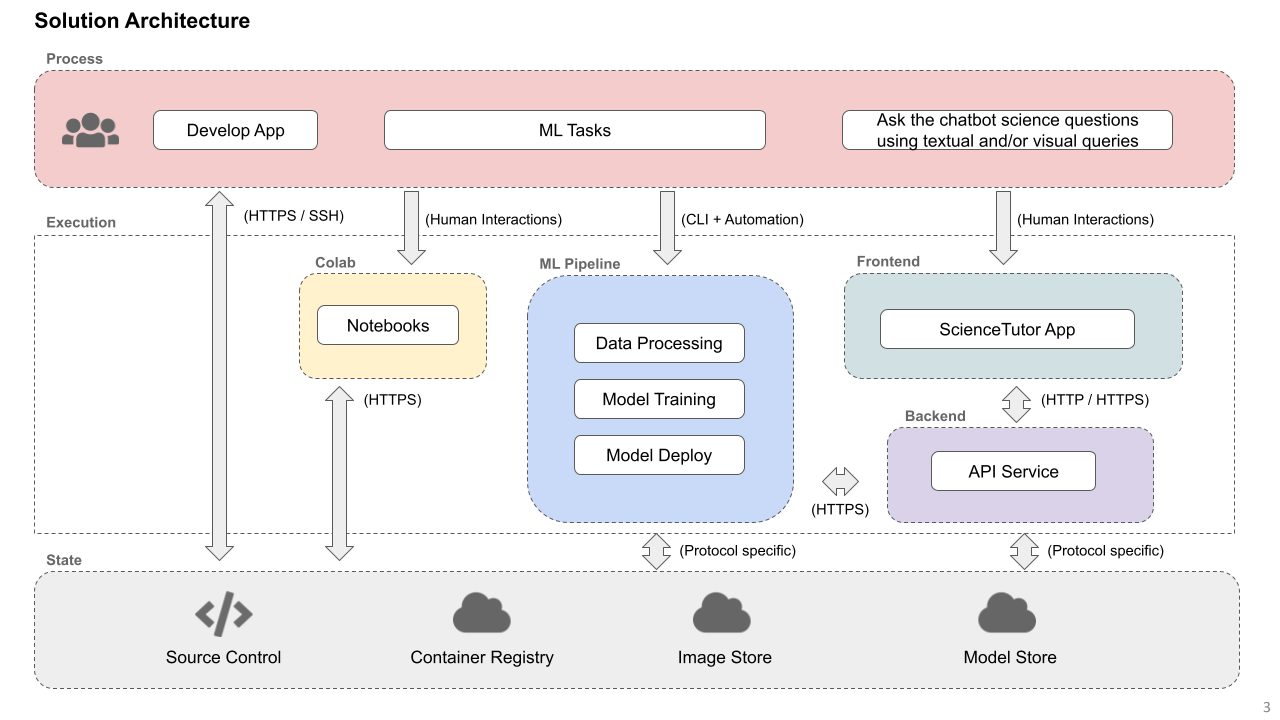 Solution Architecture
Process
Develop App
ML Tasks
Ask the chatbot science questions
using textual and/or visual queries
(HTTPS / SSH)
(Human Interactions)
(CLI + Automation)
(Human Interactions)
Execution
Colab
Notebooks
(HTTPS)
ML Pipeline
Data Processing
Model Training
Model Deploy
(HTTPS)
Frontend
ScienceTutor App
(HTTP / HTTPS)
Backend
API Service
(Protocol specific)
(Protocol specific)
State
Source Control
Container Registry
Image Store
Model Store
3